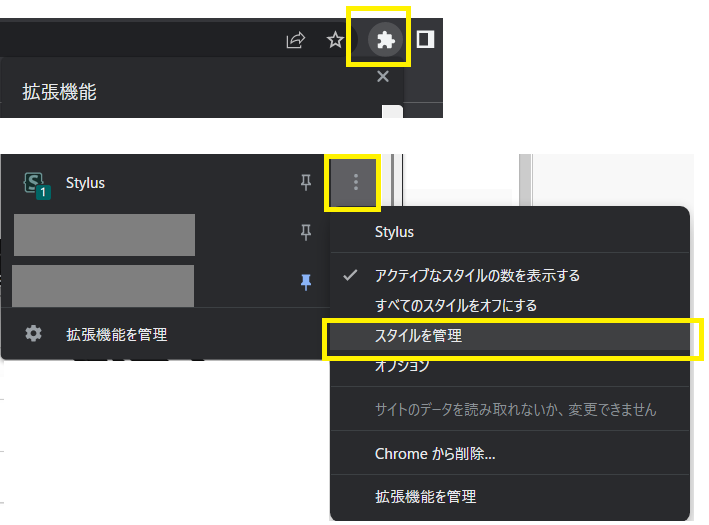 拡張機能
Stylus
1
拡張機能を管理
Stylus
アクティブなスタイルの数を表示する
すべてのスタイルをオフにする
スタイルを管理
オプション
サイトのデータを読み取れないか、変更できません
Chrome から削除...
拡張機能を管理